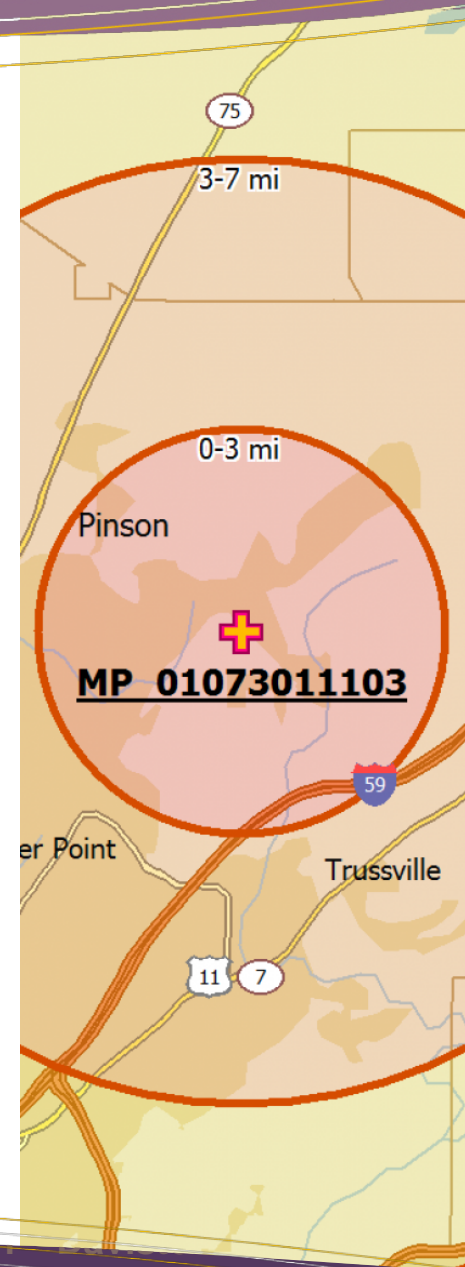 75
3-7 mi
0-3 mi
Pinson
MP 01073011103
59
er Point
Trussville
11
7